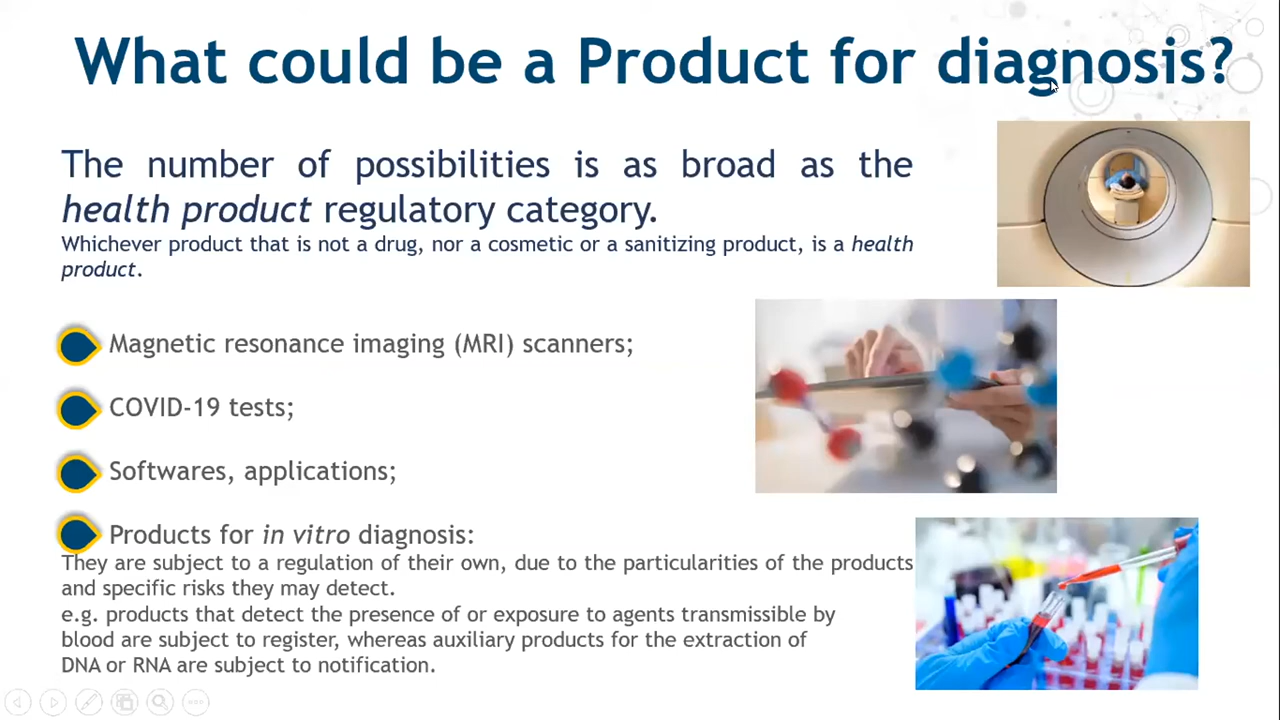 What could be a Product for diagnosis?
The number of possibilities is as broad as the
health product regulatory category.
Whichever product that is not a drug, nor a cosmetic or a sanitizing product, is a health
product.
Magnetic resonance imaging (MRI) scanners;
COVID-19 tests;
Softwares, applications;
Products for in vitro diagnosis:
They are subject to a regulation of their own, due to the particularities of the products
and specific risks they may detect.
e.g. products that detect the presence of or exposure to agents transmissible by
blood are subject to register, whereas auxiliary products for the extraction of
DNA or RNA are subject to notification.